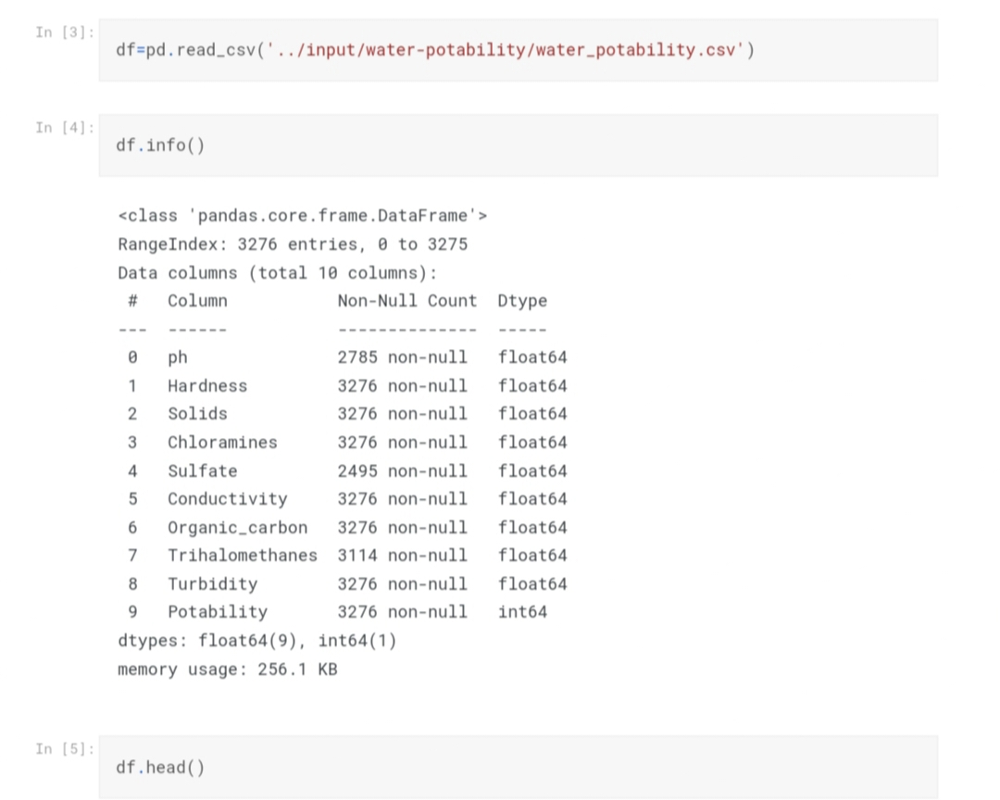 In [3]:
df=pd.read_csv('../input/water-potability/water_potability.csv')
In [4]:
df.info()
<class 'pandas.core.frame.DataFrame'>
RangeIndex: 3276 entries, 0 to 3275
Data columns (total 10 columns):
#   Column           Non-Null Count  Dtype
---  ------           --------------  -----
0   ph               2785 non-null   float64
1   Hardness         3276 non-null   float64
2   Solids           3276 non-null   float64
3   Chloramines      3276 non-null   float64
4   Sulfate          2495 non-null   float64
5   Conductivity     3276 non-null   float64
6   Organic_carbon   3276 non-null   float64
7   Trihalomethanes  3114 non-null   float64
8   Turbidity        3276 non-null   float64
9   Potability       3276 non-null   int64
dtypes: float64(9), int64(1)
memory usage: 256.1 KB
In [5]:
df.head()